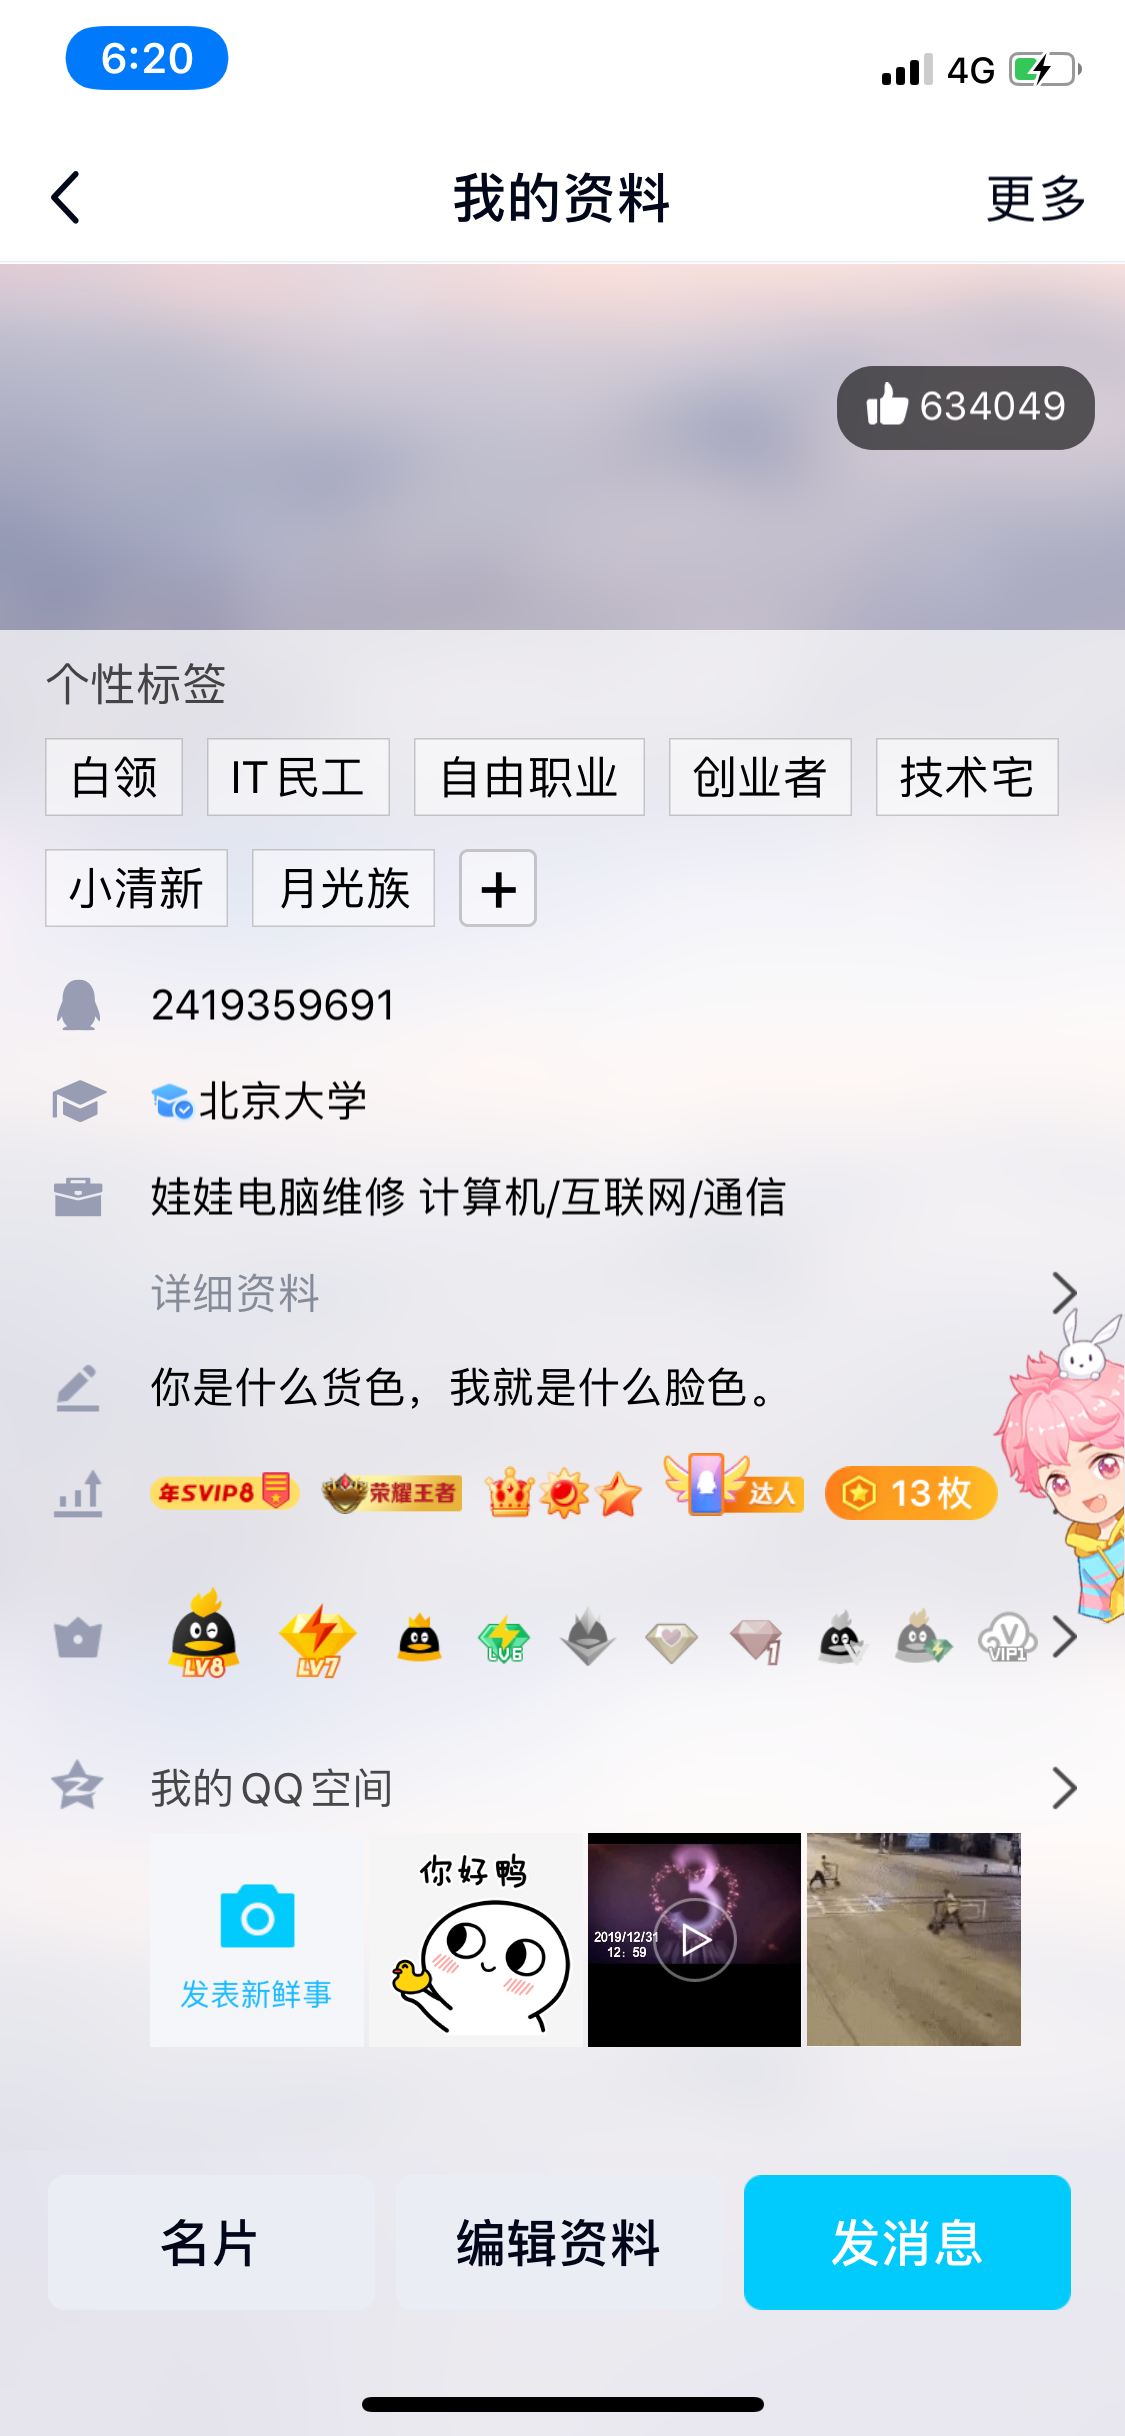 6:20
4G
我的资料
更多
634049
个性标签
白领 IT民工 自由职业 创业者 技术宅
小清新 月光族 +
2419359691
北京大学
娃娃电脑维修 计算机/互联网/通信
详细资料
你是什么货色，我就是什么脸色。
年SVIP8 荣耀王者 达人 13枚
LV8 LV7 LV6 1 V VIP1
我的QQ空间
发表新鲜事
你好鸭
3
2019/12/31
12：59
名片 编辑资料 发消息